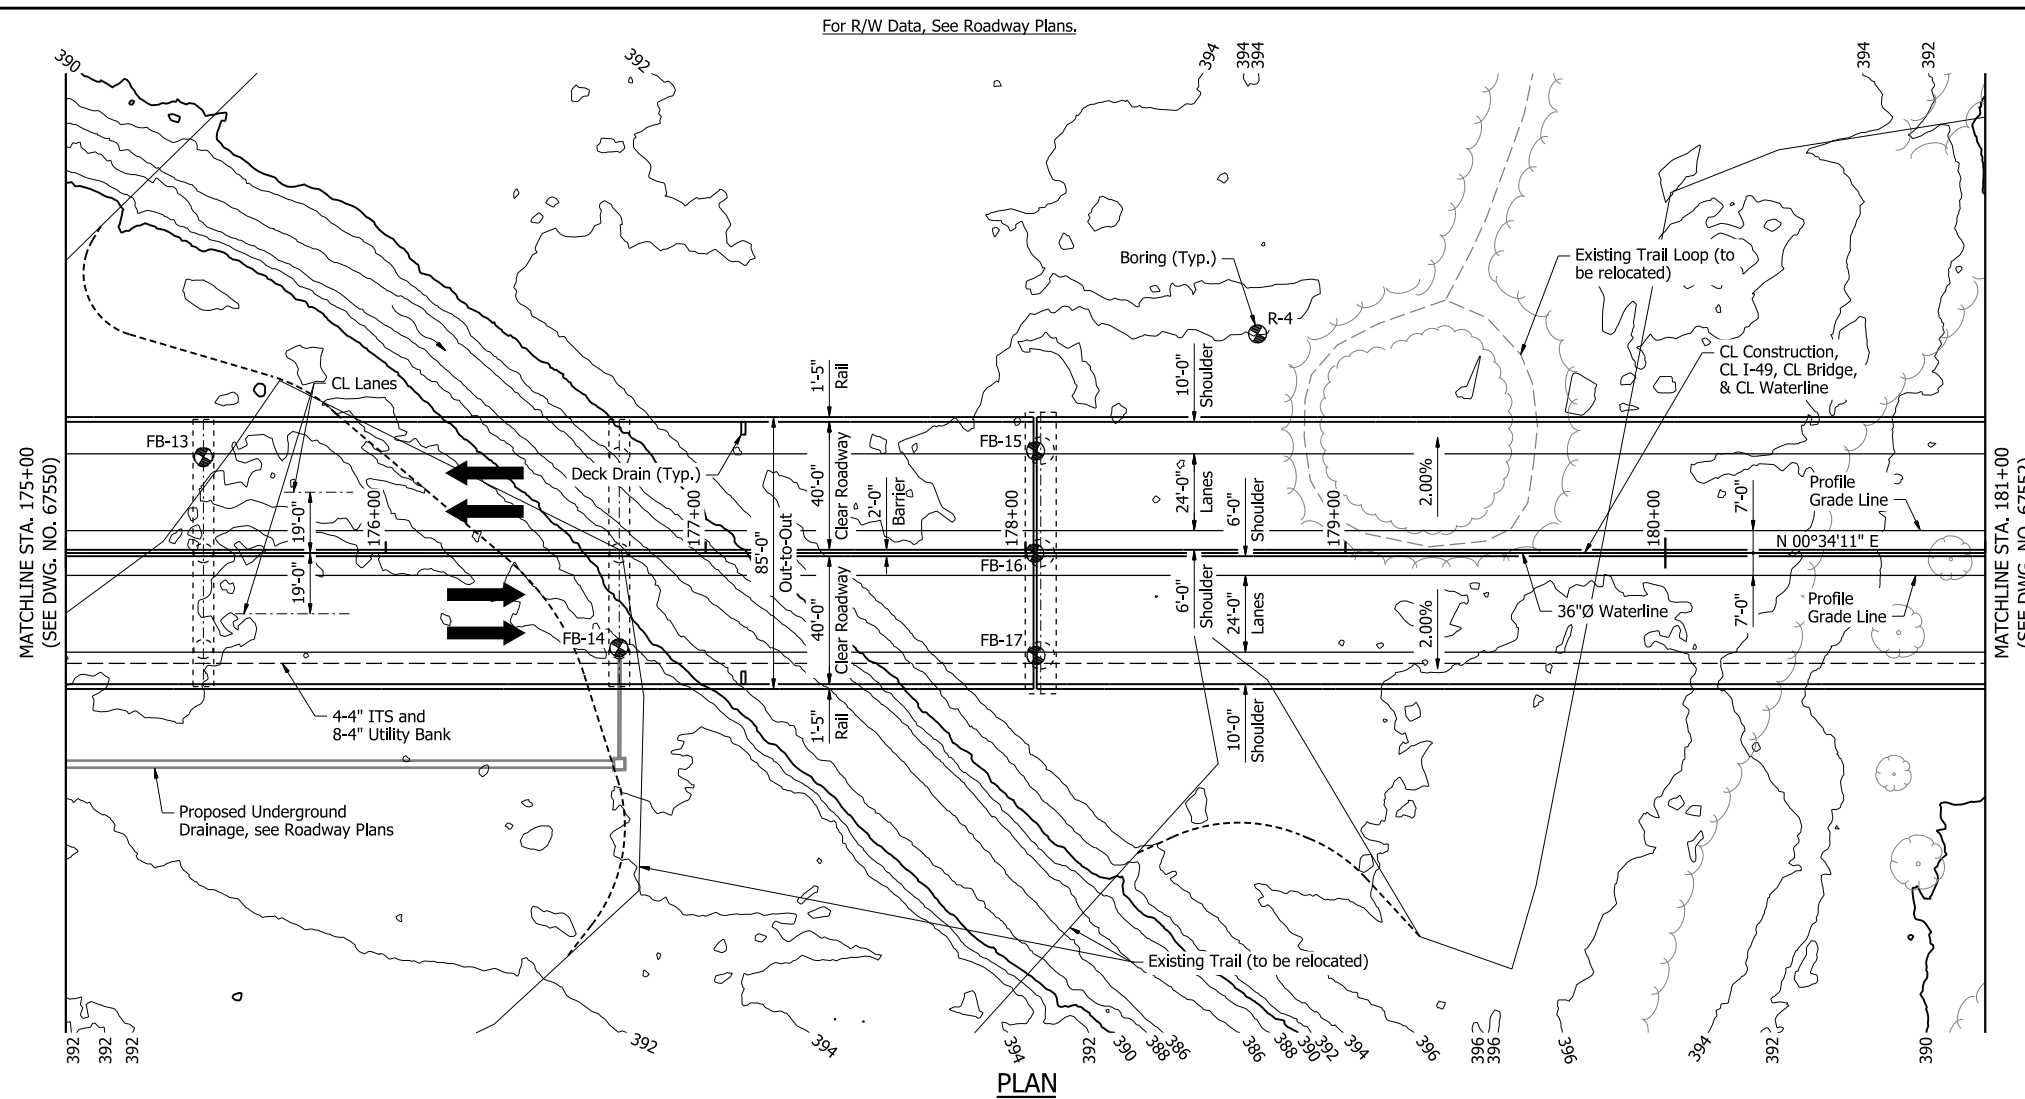 For R/W Data, See Roadway Plans.
390
392
394
394
394
394
392
Boring (Typ.)
R-4
Existing Trail Loop (to
be relocated)
CL Construction,
CL I-49, CL Bridge,
& CL Waterline
CL Lanes
1'-5"
Rail
10'-0"
Shoulder
FB-13
FB-15
Deck Drain (Typ.)
MATCHLINE STA. 175+00
(SEE DWG. NO. 67550)
19'-0"
19'-0"
176+00
177+00
85'-0"
Out-to-Out
40'-0"
Clear Roadway
2'-0"
Barrier
178+00
24'-0"
Lanes
6'-0"
Shoulder
2.00%
179+00
180+00
7'-0"
Profile
Grade Line
N 00°34'11" E
MATCHLINE STA. 181+00
(SEE DWG. NO. 67552)
FB-16
40'-0"
Clear Roadway
6'-0"
Shoulder
24'-0"
Lanes
2.00%
36"Ø Waterline
7'-0"
Profile
Grade Line
FB-14
FB-17
4-4" ITS and
8-4" Utility Bank
1'-5"
Rail
10'-0"
Shoulder
Proposed Underground
Drainage, see Roadway Plans
Existing Trail (to be relocated)
392
392
392
392
394
394
392
390
388
386
386
388
390
392
394
396
396
396
396
394
392
390
PLAN